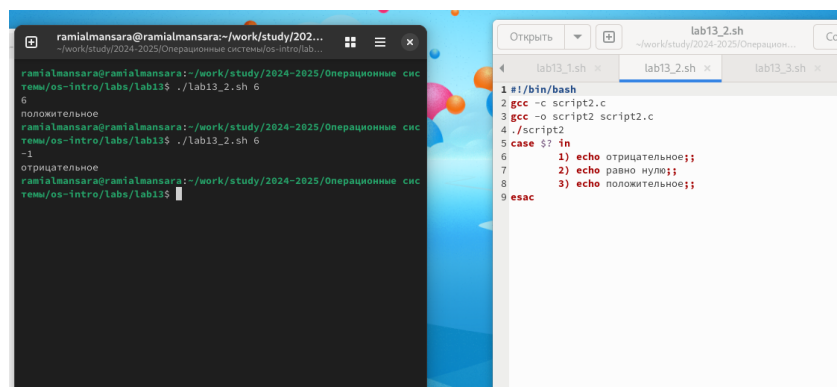 ramialmansara@ramialmansara:~/work/study/202...
~/work/study/2024-2025/Операционные системы/os-intro/lab...
ramialmansara@ramialmansara:~/work/study/2024-2025/Операционные сис
темы/os-intro/labs/lab13$ ./lab13_2.sh 6
6
положительное
ramialmansara@ramialmansara:~/work/study/2024-2025/Операционные сис
темы/os-intro/labs/lab13$ ./lab13_2.sh 6
-1
отрицательное
ramialmansara@ramialmansara:~/work/study/2024-2025/Операционные сис
темы/os-intro/labs/lab13$
Открыть
lab13_2.sh
~/work/study/2024-2025/Операцион...
Со
lab13_1.sh
lab13_2.sh
lab13_3.sh
1 #!/bin/bash
2 gcc -c script2.c
3 gcc -o script2 script2.c
4 ./script2
5 case $? in
6 1) echo отрицательное;;
7 2) echo равно нулю;;
8 3) echo положительное;;
9 esac